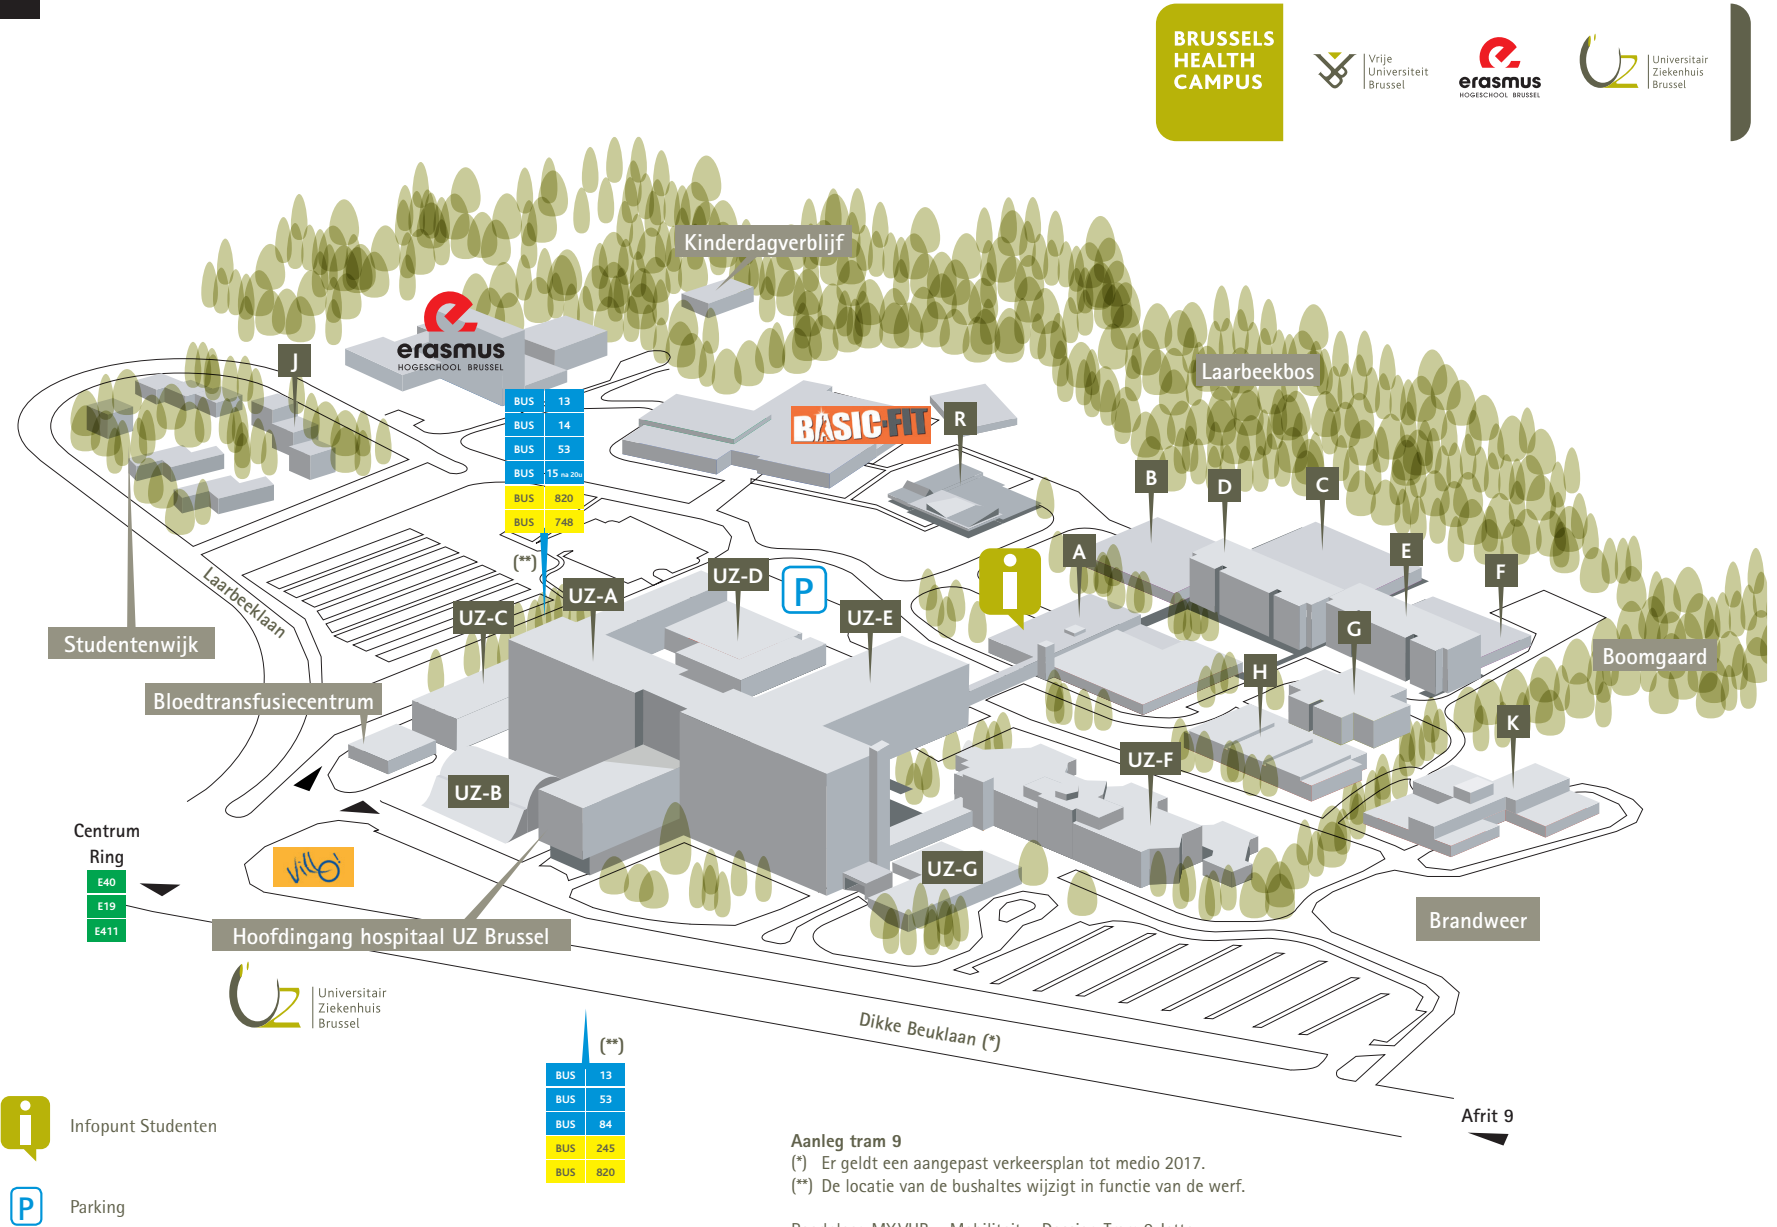 BRUSSELS
HEALTH
CAMPUS
Vrije
Universiteit
Brussel
erasmus
HOGESCHOOL BRUSSEL
Universitair
Ziekenhuis
Brussel
Kinderdagverblijf
erasmus
HOGESCHOOL BRUSSEL
J
Laarbeekbos
BUS 13
BUS 14
BUS 53
BUS 15 na 20u
BUS 820
BUS 748
(**)
BASIC-FIT
R
B
D
C
A
E
F
G
H
K
UZ-D
P
UZ-A
UZ-C
UZ-E
Laarbeeklaan
Studentenwijk
Boomgaard
Bloedtransfusiecentrum
UZ-B
UZ-F
UZ-G
Centrum
Ring
E40
E19
E411
Villo!
Brandweer
Hoofdingang hospitaal UZ Brussel
Universitair
Ziekenhuis
Brussel
Dikke Beuklaan (*)
(**)
BUS 13
BUS 53
BUS 84
BUS 245
BUS 820
Afrit 9
i Infopunt Studenten
P Parking
Aanleg tram 9
(*) Er geldt een aangepast verkeersplan tot medio 2017.
(**) De locatie van de bushaltes wijzigt in functie van de werf.